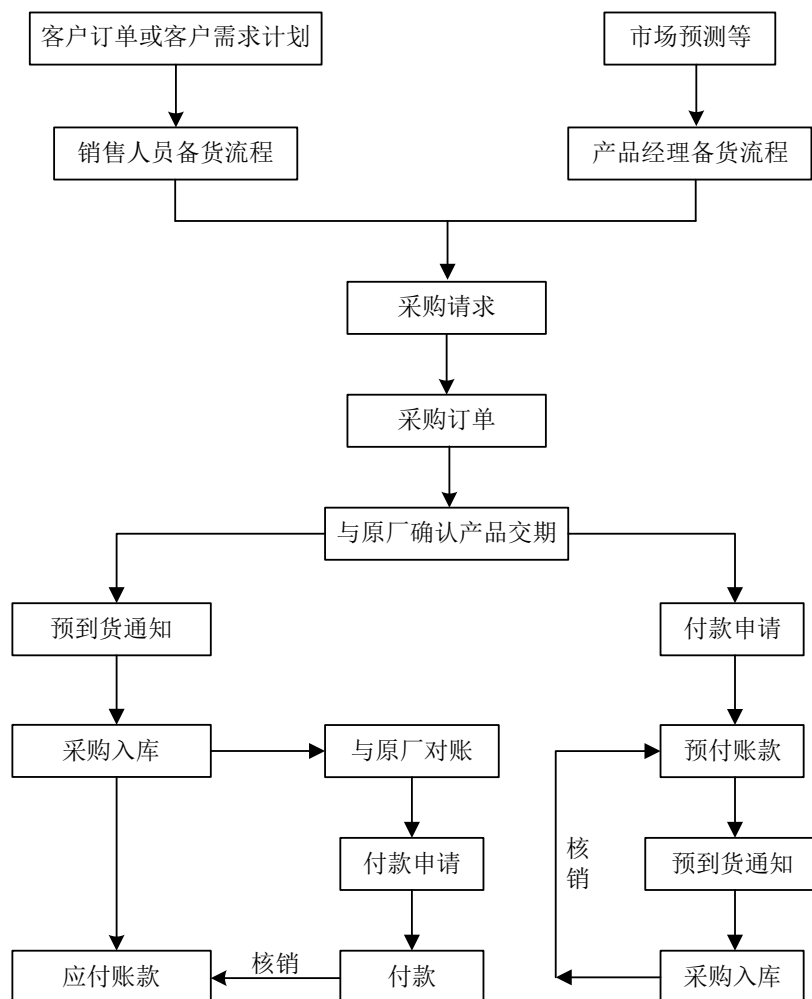 客户订单或客户需求计划
市场预测等
销售人员备货流程
产品经理备货流程
采购请求
采购订单
与原厂确认产品交期
预到货通知
付款申请
采购入库
与原厂对账
预付账款
付款申请
核销
预到货通知
应付账款
核销
付款
采购入库